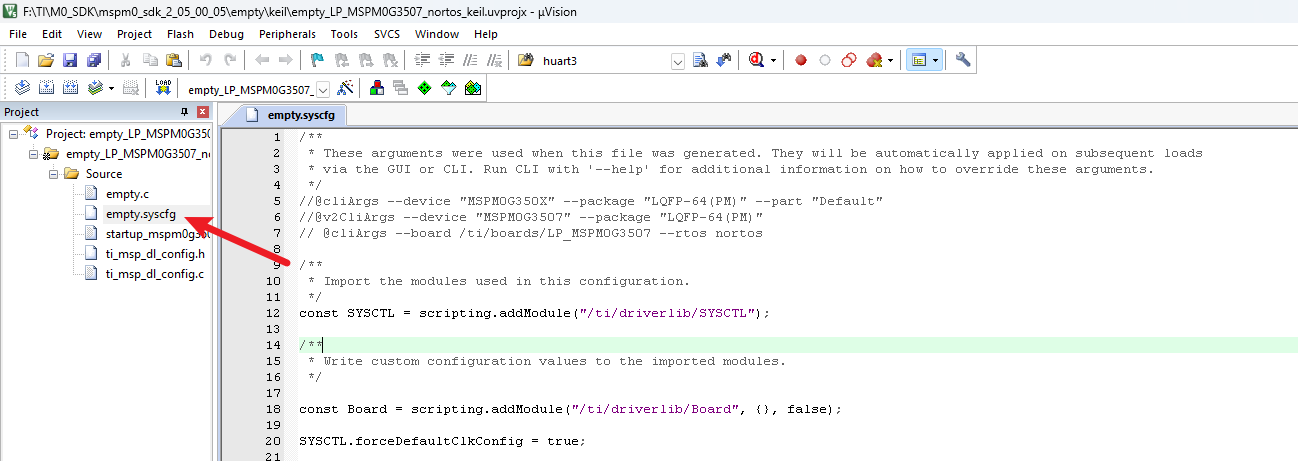 F:\TI\M0_SDK\mspm0_sdk_2_05_00_05\empty\keil\empty_LP_MSPM0G3507_nortos_keil.uvprojx - µVision
File Edit View Project Flash Debug Peripherals Tools SVCS Window Help
huart3
LOAD
empty_LP_MSPM0G3507_
Project
Project: empty_LP_MSPM0G350
empty_LP_MSPM0G3507_no
Source
empty.c
empty.syscfg
startup_mspm0g350
ti_msp_dl_config.h
ti_msp_dl_config.c
empty.syscfg
1 /**
2 * These arguments were used when this file was generated. They will be automatically applied on subsequent loads
3 * via the GUI or CLI. Run CLI with '--help' for additional information on how to override these arguments.
4 */
5 //@cliArgs --device "MSPM0G350X" --package "LQFP-64(PM)" --part "Default"
6 //@v2CliArgs --device "MSPM0G3507" --package "LQFP-64(PM)"
7 // @cliArgs --board /ti/boards/LP_MSPM0G3507 --rtos nortos
8
9 /**
10 * Import the modules used in this configuration.
11 */
12 const SYSCTL = scripting.addModule("/ti/driverlib/SYSCTL");
13
14 /**
15 * Write custom configuration values to the imported modules.
16 */
17
18 const Board = scripting.addModule("/ti/driverlib/Board", {}, false);
19
20 SYSCTL.forceDefaultClkConfig = true;
21